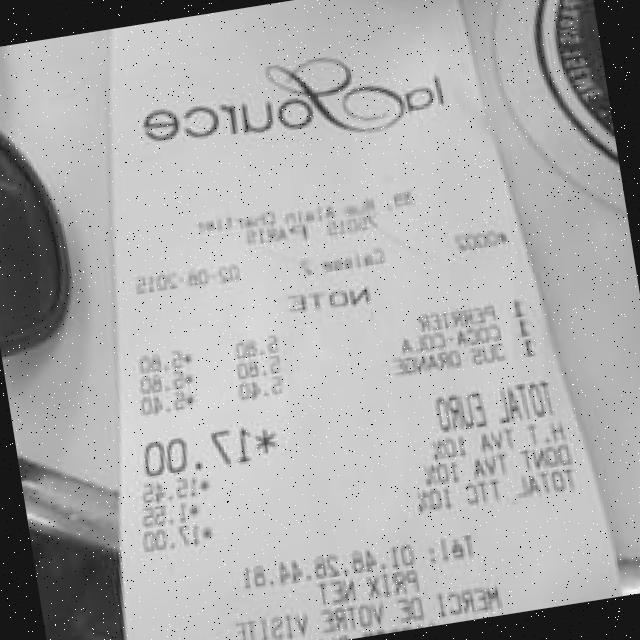 la Source
39, Rue Alain Chartier
75015 PARIS
#0002 Caisse 2 02-08-2015
NOTE
1 PERRIER 5.80 *5.80
1 COCA-COLA 5.80 *5.80
1 JUS ORANGE 5.40 *5.40
TOTAL EURO *17.00
H.T TVA 10% *15.45
DONT TVA 10% *1.55
TOTAL TTC 10% *17.00
Tel: 01.48.28.44.81
PRIX NET
MERCI DE VOTRE VISITE